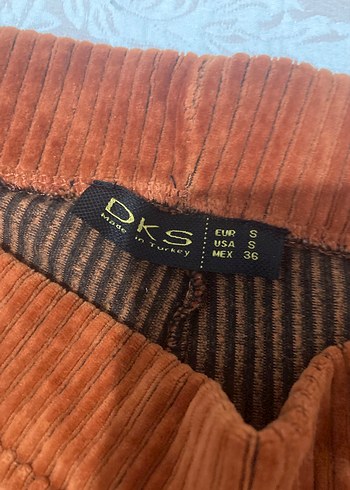 DKS
Made in Turkey
EUR S
USA S
MEX 36